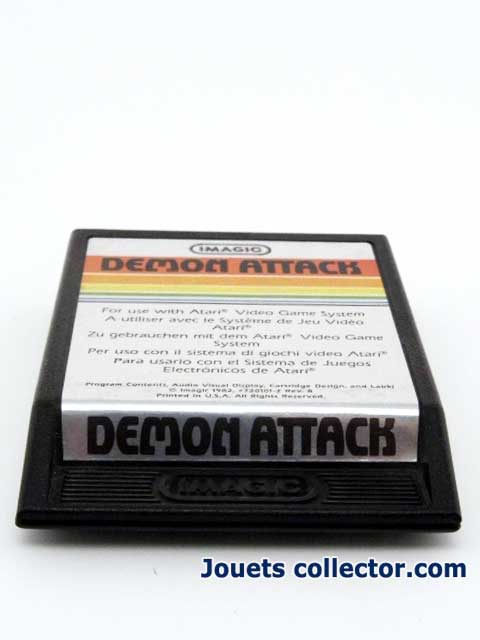 IMAGIC
DEMON ATTACK
For use with Atari® Video Game System
A utiliser avec le Système de Jeu Vidéo
Atari®
Zu gebrauchen mit dem Atari® Video Game
System
Per uso con il sistema di giochi video Atari®
Para usarlo con el Sistema de Juegos
Electrónicos de Atari®
Program Contents, Audio Visual Display, Cartridge Design, and Label
© Imagic 1982, #720101-2 Rev. B
Printed in U.S.A. All Rights Reserved.
DEMON ATTACK
IMAGIC
Jouets collector.com